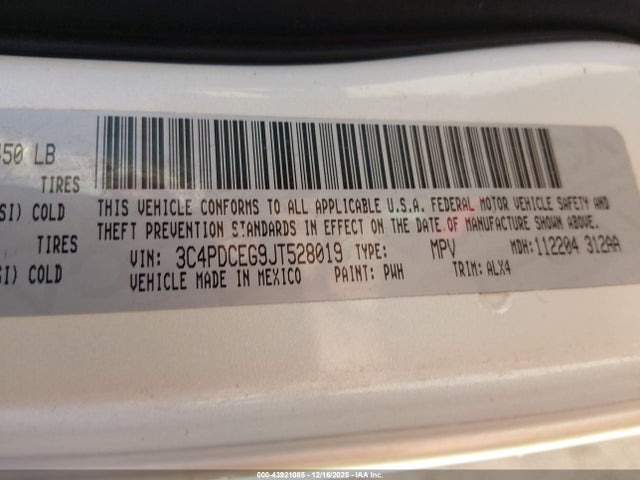 450 LB
TIRES
SI) COLD
TIRES
SI) COLD
THIS VEHICLE CONFORMS TO ALL APPLICABLE U.S.A. FEDERAL MOTOR VEHICLE SAFETY AND
THEFT PREVENTION STANDARDS IN EFFECT ON THE DATE OF MANUFACTURE SHOWN ABOVE.
VIN: 3C4PDCEG9JT528019 TYPE: MPV MDH: 112204 312AA
VEHICLE MADE IN MEXICO PAINT: PWH TRIM: ALX4
000-43921085 - 12/16/2025 - IAA Inc.